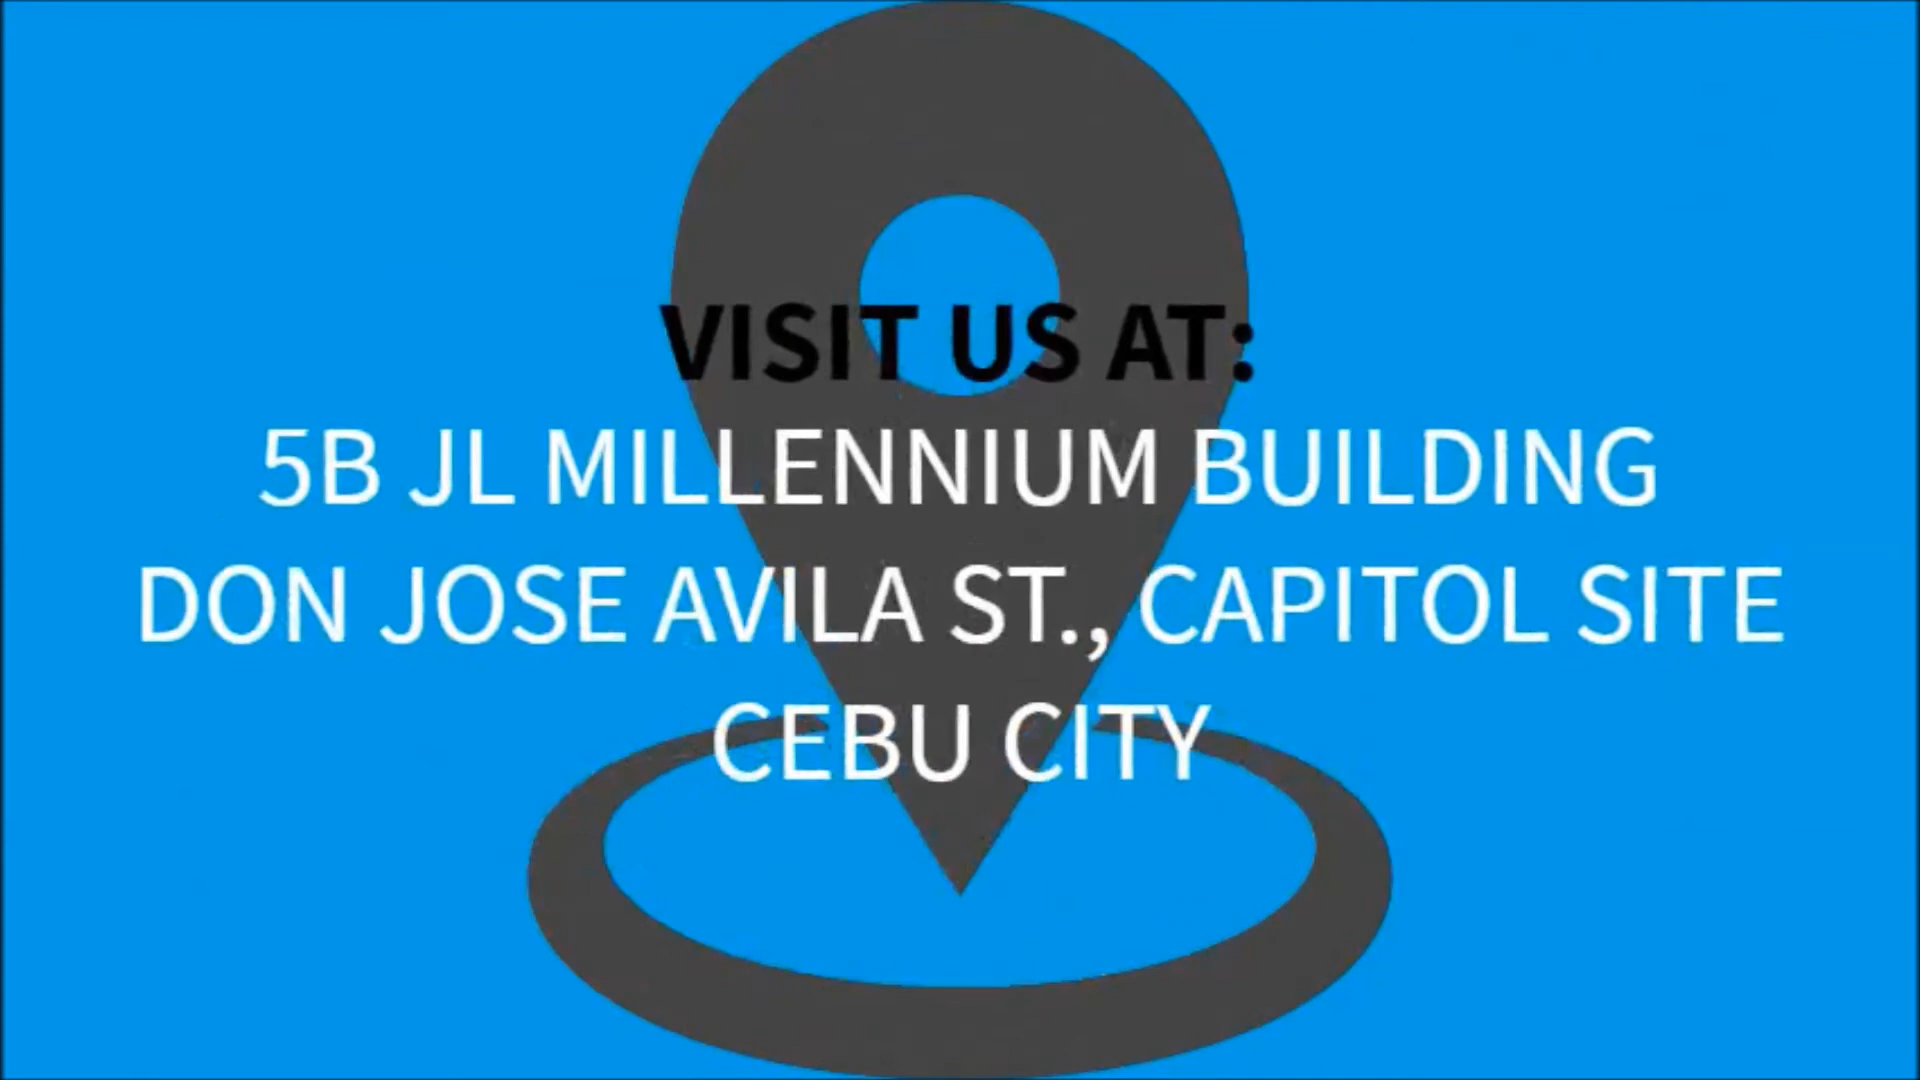 VISIT US AT:
5B JL MILLENNIUM BUILDING
DON JOSE AVILA ST., CAPITOL SITE
CEBU CITY